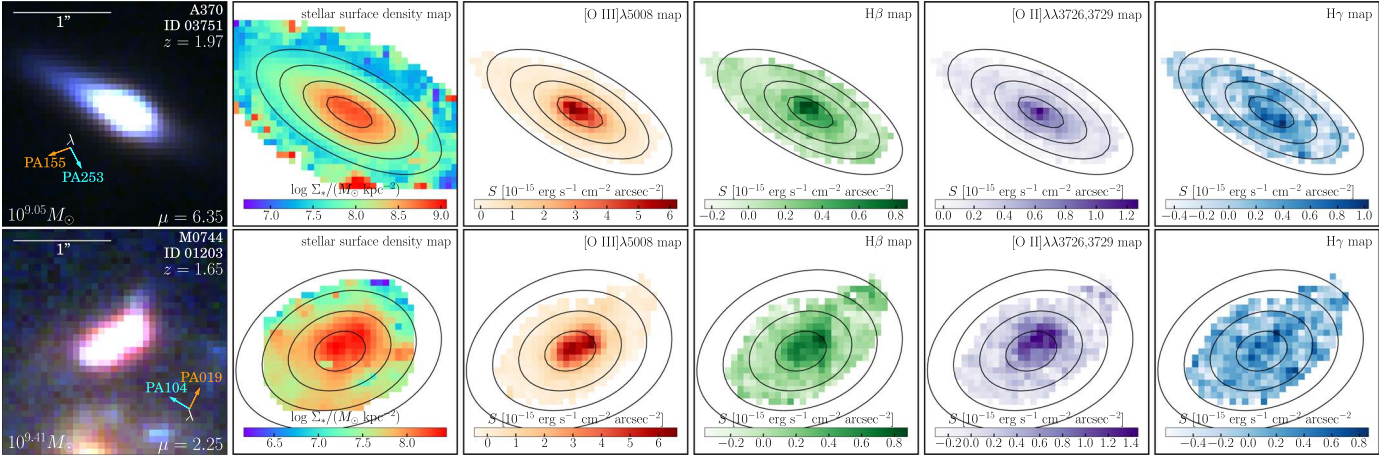 A370
1"
ID 03751
z = 1.97
λ
PA155
PA253
10^9.05 M⊙
μ = 6.35
stellar surface density map
log Σ*/(M⊙ kpc−2)
7.0 7.5 8.0 8.5 9.0
[O III]λ5008 map
S [10−15 erg s−1 cm−2 arcsec−2]
0 1 2 3 4 5 6
Hβ map
S [10−15 erg s−1 cm−2 arcsec−2]
−0.2 0.0 0.2 0.4 0.6 0.8
[O II]λλ3726,3729 map
S [10−15 erg s−1 cm−2 arcsec−2]
0.0 0.2 0.4 0.6 0.8 1.0 1.2
Hγ map
S [10−15 erg s−1 cm−2 arcsec−2]
−0.4−0.2 0.0 0.2 0.4 0.6 0.8 1.0
M0744
1"
ID 01203
z = 1.65
PA019
PA104
λ
10^9.41 M⊙
μ = 2.25
stellar surface density map
log Σ*/(M⊙ kpc−2)
6.5 7.0 7.5 8.0
[O III]λ5008 map
S [10−15 erg s−1 cm−2 arcsec−2]
0 1 2 3 4 5 6
Hβ map
S [10−15 erg s−1 cm−2 arcsec−2]
−0.2 0.0 0.2 0.4 0.6 0.8
[O II]λλ3726,3729 map
S [10−15 erg s−1 cm−2 arcsec−2]
−0.20.0 0.2 0.4 0.6 0.8 1.0 1.2 1.4
Hγ map
S [10−15 erg s−1 cm−2 arcsec−2]
−0.4−0.2 0.0 0.2 0.4 0.6 0.8